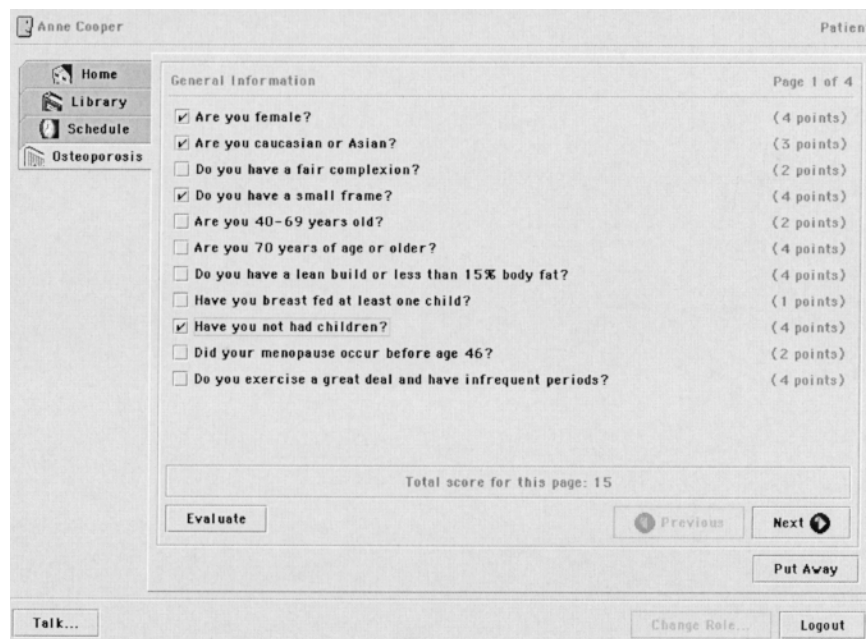 Anne Cooper
Patien
Home
Library
Schedule
Osteoporosis
General Information
Page 1 of 4
Are you female? (4 points)
Are you caucasian or Asian? (3 points)
Do you have a fair complexion? (2 points)
Do you have a small frame? (4 points)
Are you 40-69 years old? (2 points)
Are you 70 years of age or older? (4 points)
Do you have a lean build or less than 15% body fat? (4 points)
Have you breast fed at least one child? (1 points)
Have you not had children? (4 points)
Did your menopause occur before age 46? (2 points)
Do you exercise a great deal and have infrequent periods? (4 points)
Total score for this page: 15
Evaluate
Previous
Next
Put Away
Talk...
Change Role...
Logout